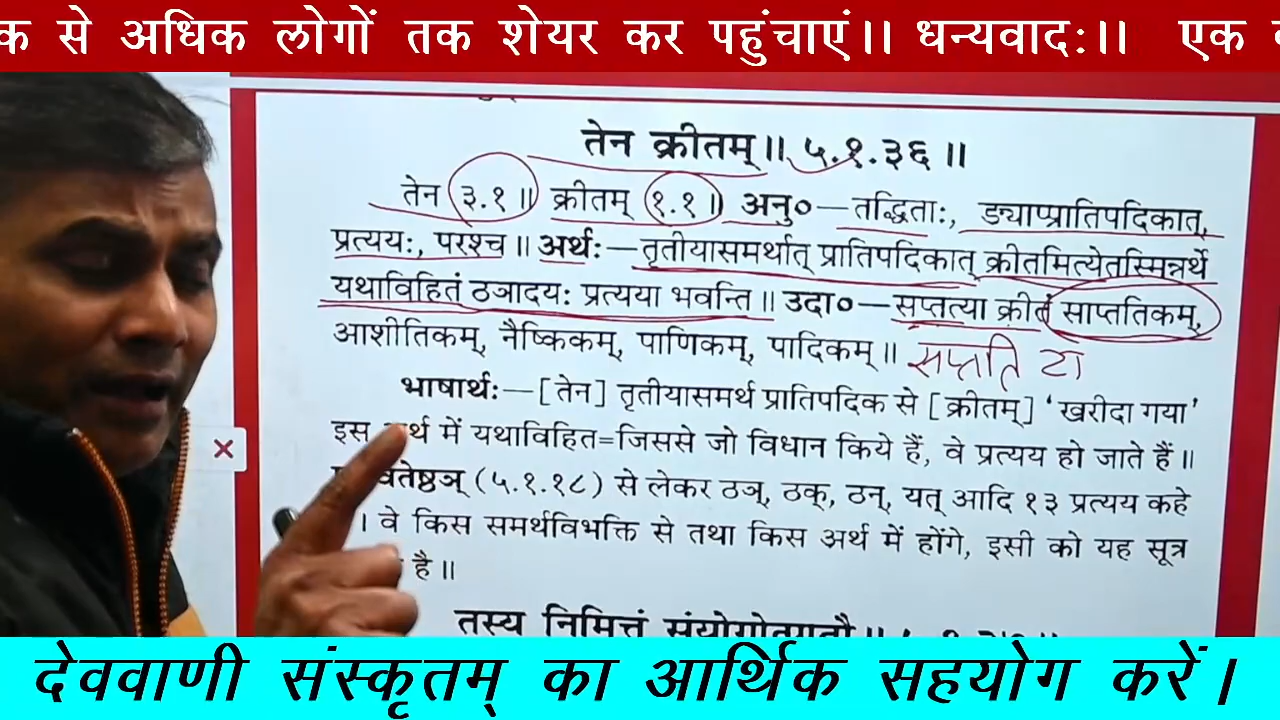 से अधिक लोगों तक शेयर कर पहुंचाएं।। धन्यवादः।। एक
तेन क्रीतम्॥ ५.१.३६॥
तेन ३.१॥ क्रीतम् १.१॥ अनु०—तद्धिताः, ङ्याप्प्रातिपदिकात्,
प्रत्ययः, परश्च॥ अर्थः—तृतीयासमर्थात् प्रातिपदिकात् क्रीतमित्येतस्मिन्नर्थे
यथाविहितं ठञादयः प्रत्यया भवन्ति॥ उदा०—सप्तत्या क्रीतं साप्ततिकम्,
आशीतिकम्, नैष्किकम्, पाणिकम्, पादिकम्॥ सप्तति टा
भाषार्थः—[तेन] तृतीयासमर्थ प्रातिपदिक से [क्रीतम्] ‘खरीदा गया’
इस अर्थ में यथाविहित=जिससे जो विधान किये हैं, वे प्रत्यय हो जाते हैं॥
(५.१.१८) से लेकर ठञ्, ठक्, ठन्, यत् आदि १३ प्रत्यय कहे
। वे किस समर्थविभक्ति से तथा किस अर्थ में होंगे, इसी को यह सूत्र
है॥
तस्य निमित्तं
देववाणी संस्कृतम् का आर्थिक सहयोग करें।